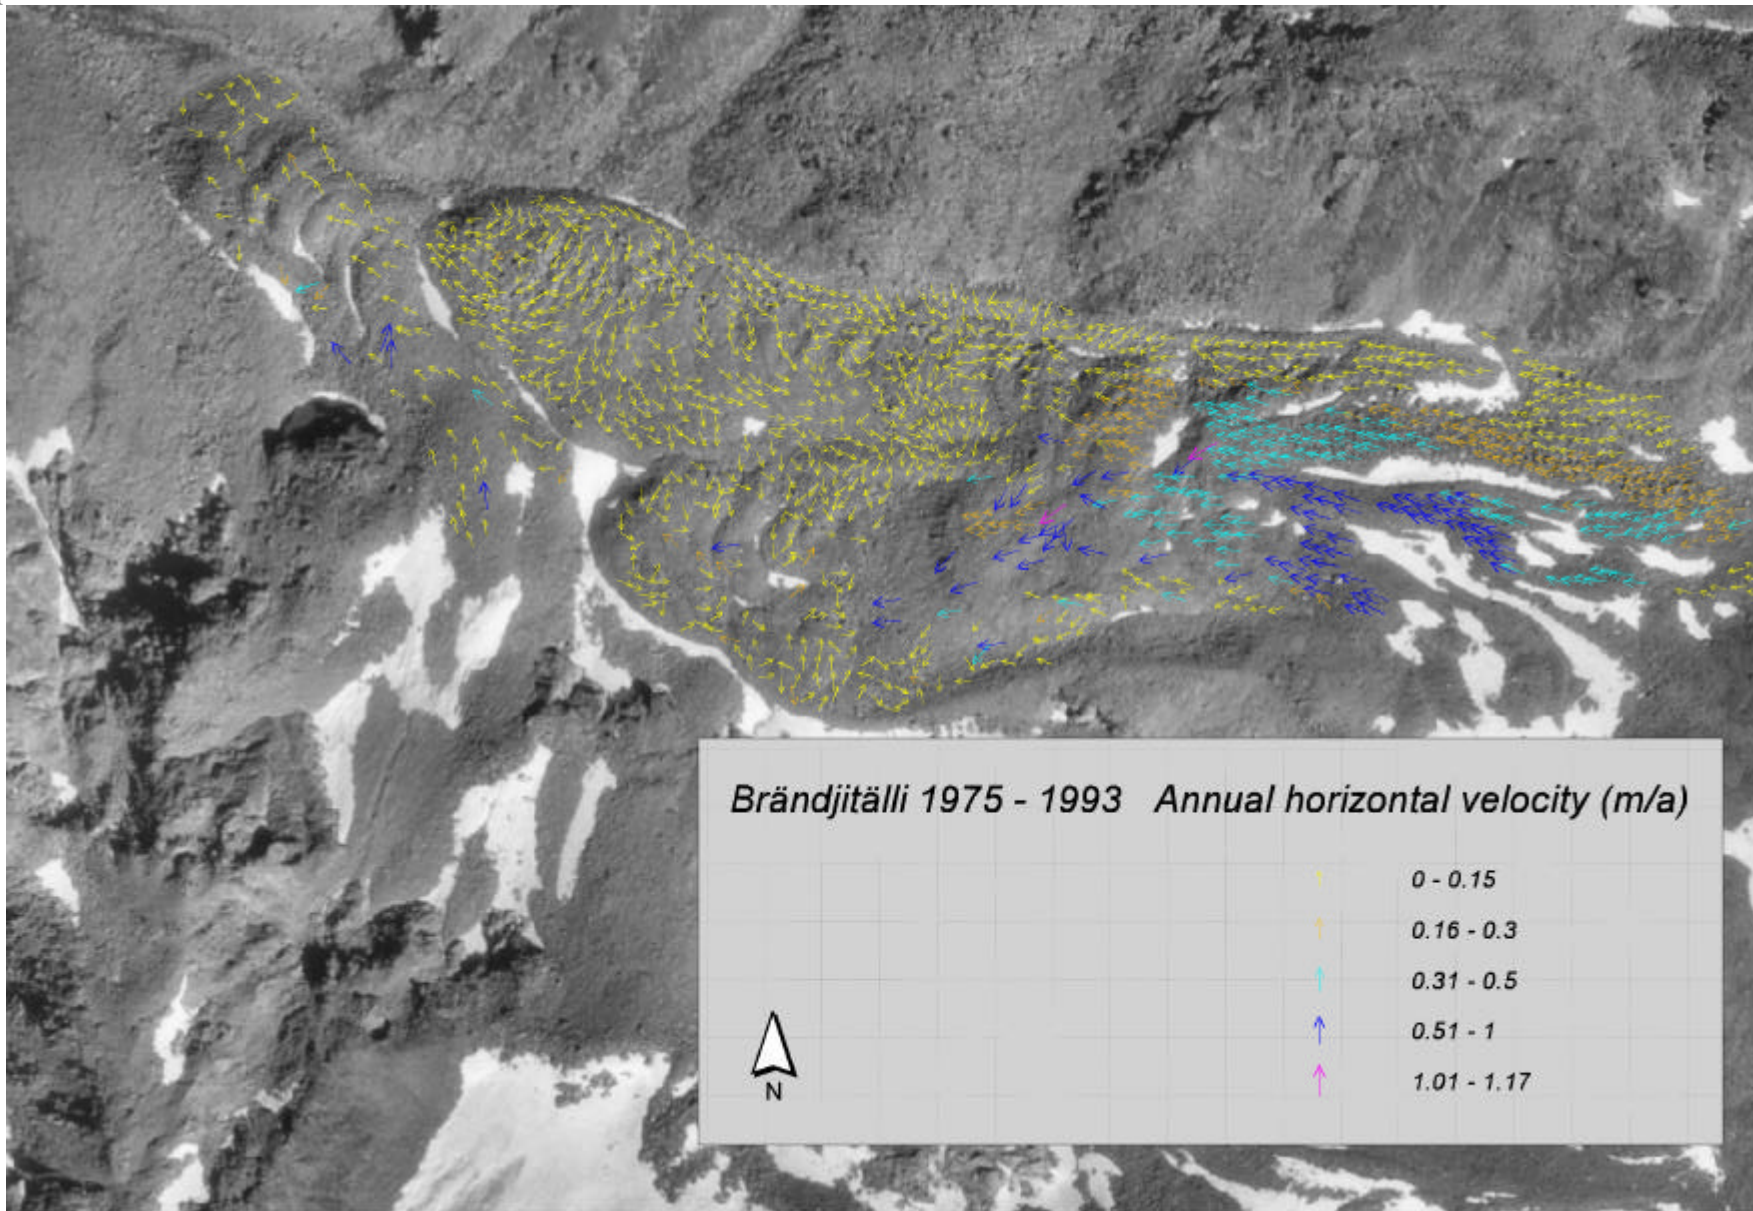 Brändjitälli 1975 - 1993 Annual horizontal velocity (m/a)
0 - 0.15
0.16 - 0.3
0.31 - 0.5
0.51 - 1
1.01 - 1.17
N